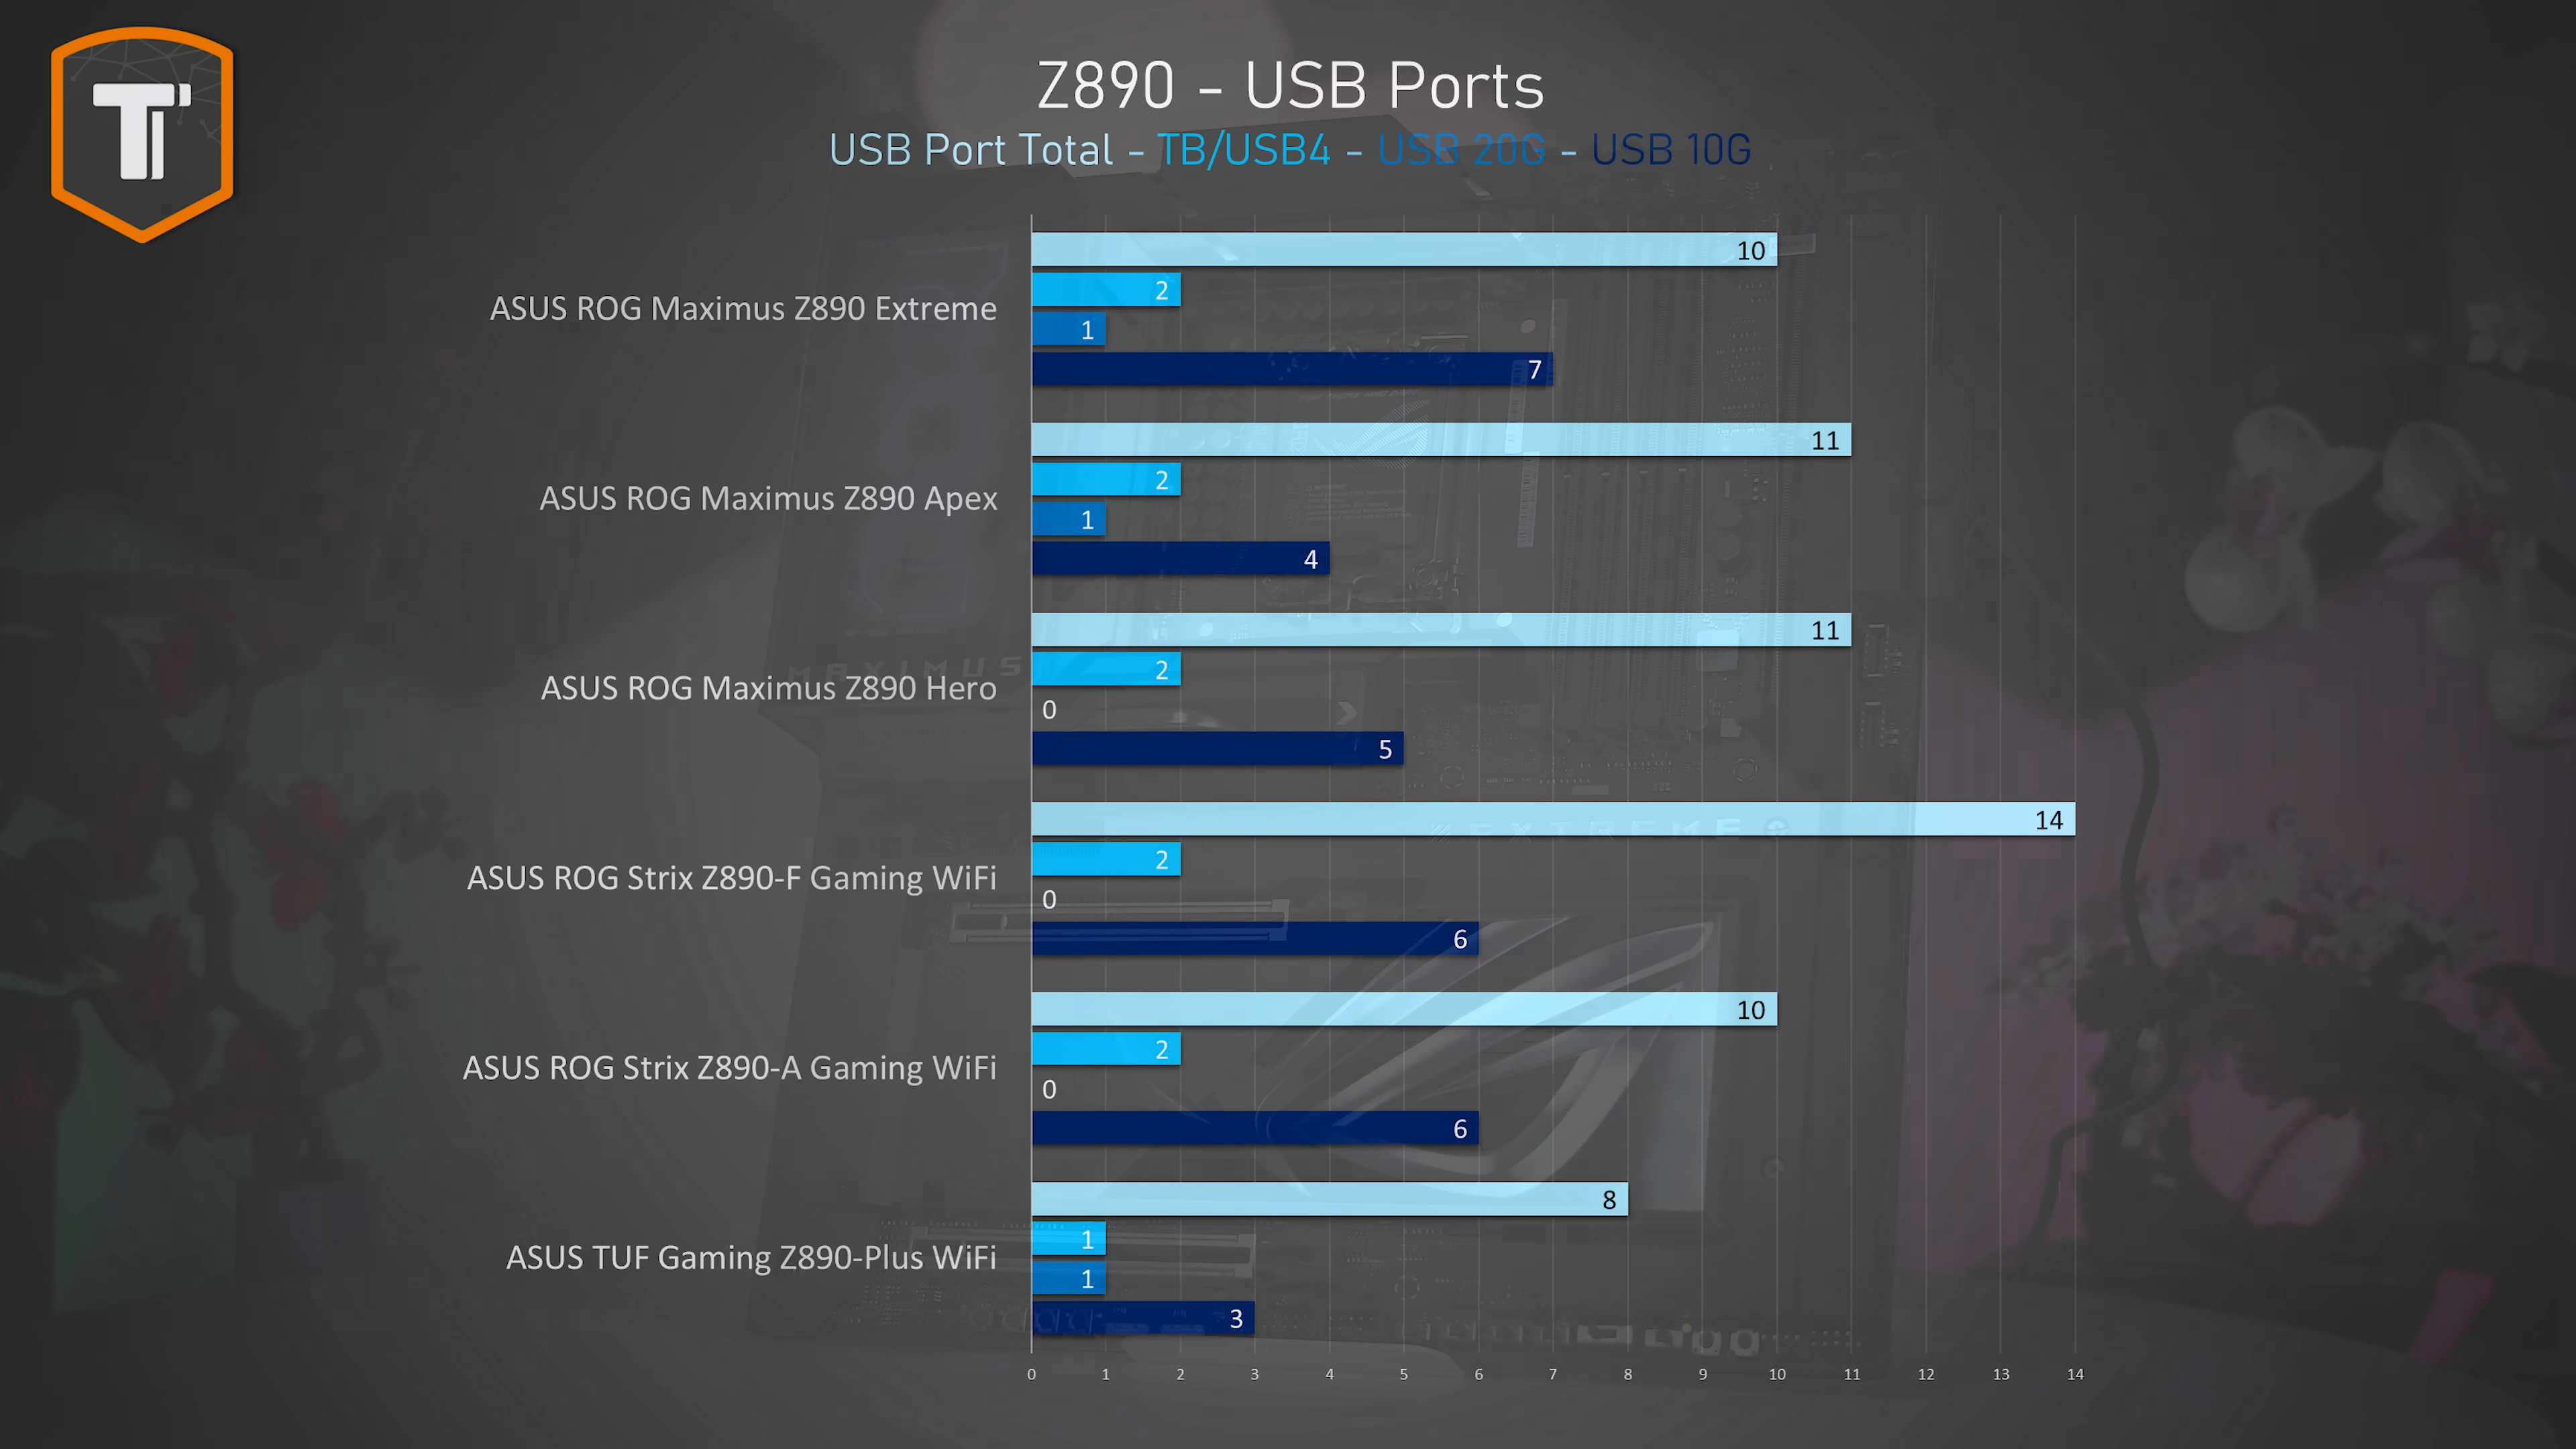 Z890 - USB Ports
USB Port Total - TB/USB4 - USB 20G - USB 10G
ASUS ROG Maximus Z890 Extreme
10
2
1
7
ASUS ROG Maximus Z890 Apex
11
2
1
4
MAXIMUS
ASUS ROG Maximus Z890 Hero
11
2
0
5
EXTREME
ASUS ROG Strix Z890-F Gaming WiFi
14
2
0
6
ASUS ROG Strix Z890-A Gaming WiFi
10
2
0
6
ASUS TUF Gaming Z890-Plus WiFi
8
1
1
3
0 1 2 3 4 5 6 7 8 9 10 11 12 13 14